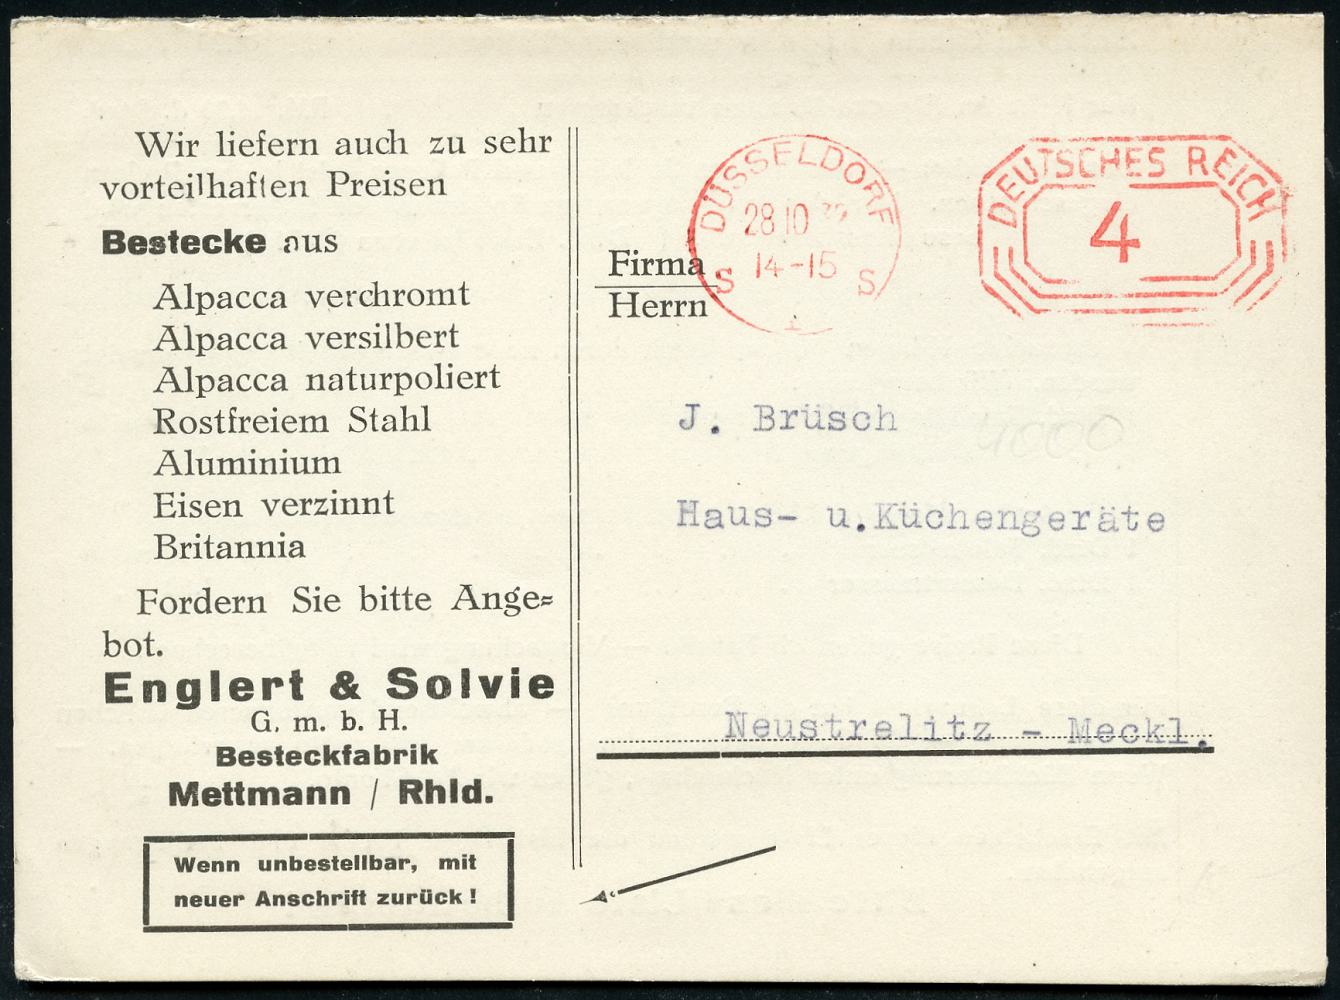 Wir liefern auch zu sehr
vorteilhaften Preisen
Bestecke aus
Alpacca verchromt
Alpacca versilbert
Alpacca naturpoliert
Rostfreiem Stahl
Aluminium
Eisen verzinnt
Britannia
Fordern Sie bitte Ange=
bot.
Englert & Solvie
G. m. b. H.
Besteckfabrik
Mettmann / Rhld.
Wenn unbestellbar, mit
neuer Anschrift zurück!
DÜSSELDORF
28 10 32
14-15
S S
1
DEUTSCHES REICH
4
Firma
Herrn
J. Brüsch
4000
Haus- u.Küchengeräte
Neustrelitz - Meckl.